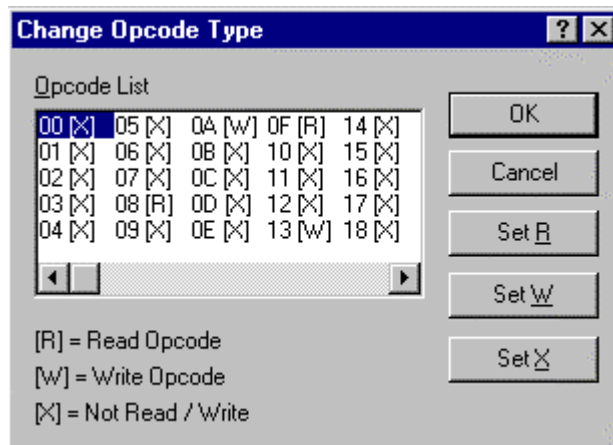 Change Opcode Type
Opcode List
00 [X] 05 [X] 0A [W] 0F [R] 14 [X]
01 [X] 06 [X] 0B [X] 10 [X] 15 [X]
02 [X] 07 [X] 0C [X] 11 [X] 16 [X]
03 [X] 08 [R] 0D [X] 12 [X] 17 [X]
04 [X] 09 [X] 0E [X] 13 [W] 18 [X]
OK
Cancel
Set R
Set W
Set X
[R] = Read Opcode
[W] = Write Opcode
[X] = Not Read / Write